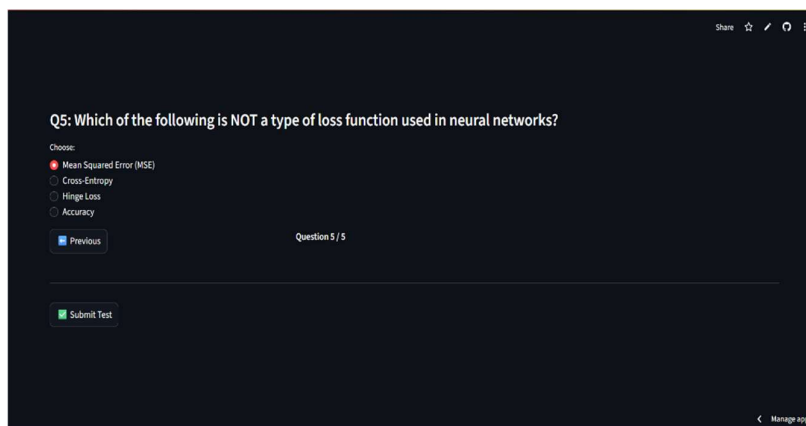 Share
Q5: Which of the following is NOT a type of loss function used in neural networks?
Choose:
Mean Squared Error (MSE)
Cross-Entropy
Hinge Loss
Accuracy
Previous
Question 5 / 5
Submit Test
Manage app